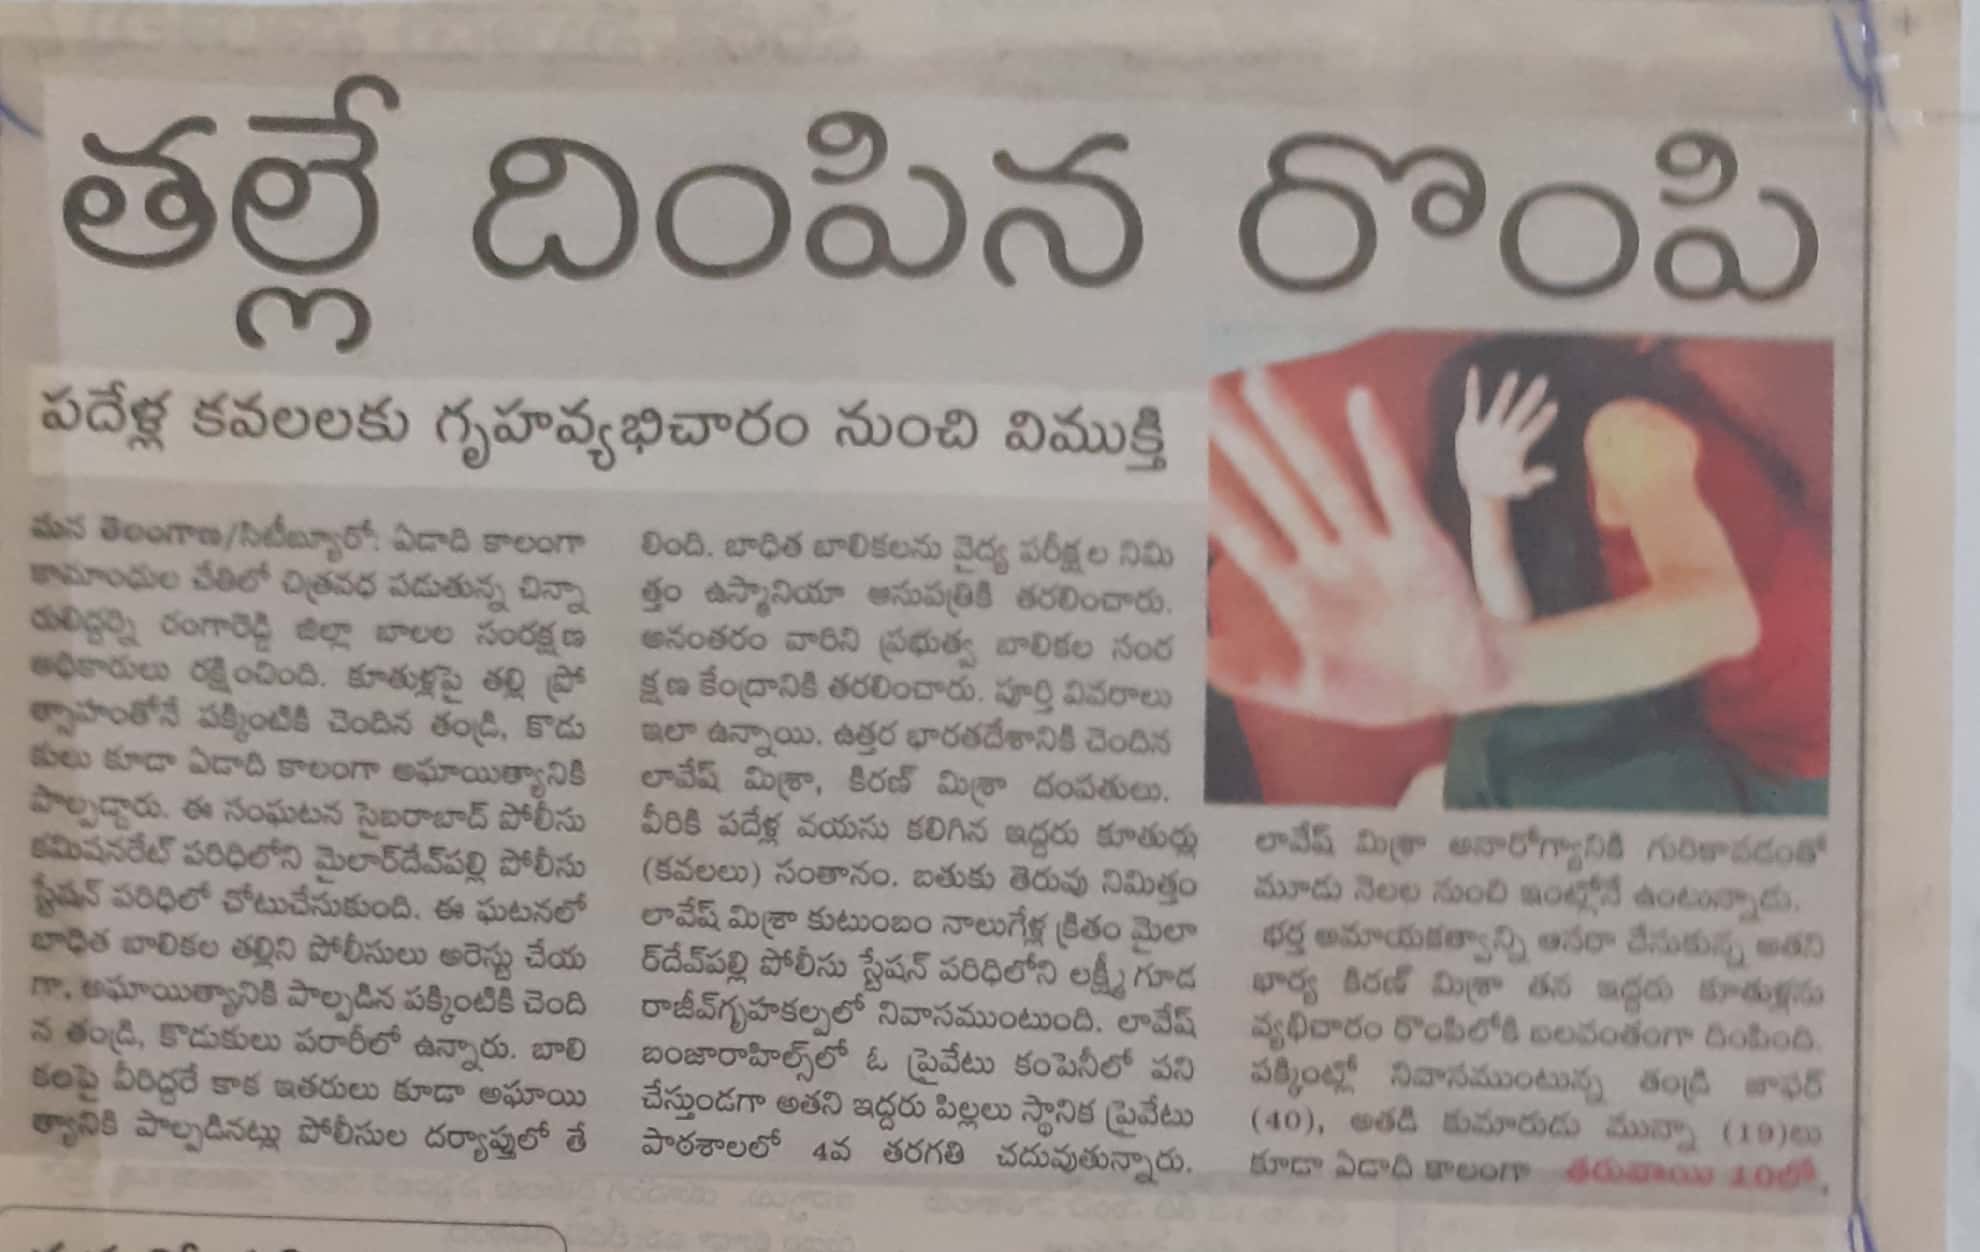 తల్లే దింపిన రొంపి
పదేళ్ల కవలలకు గృహవ్యభిచారం నుంచి విముక్తి
మన తెలంగాణ/సిటీబ్యూరో: ఏడాది కాలంగా
కామాంధుల చేతిలో చిత్రవధ పడుతున్న చిన్నా
రులిద్దర్ని రంగారెడ్డి జిల్లా బాలల సంరక్షణ
అధికారులు రక్షించింది. కూతుళ్లపై తల్లి ప్రో
త్సాహంతోనే పక్కింటికి చెందిన తండ్రి, కొడు
కులు కూడా ఏడాది కాలంగా అఘాయిత్యానికి
పాల్పడ్డారు. ఈ సంఘటన సైబరాబాద్ పోలీసు
కమిషనరేట్ పరిధిలోని మైలార్‌దేవ్‌పల్లి పోలీసు
స్టేషన్ పరిధిలో చోటుచేసుకుంది. ఈ ఘటనలో
బాధిత బాలికల తల్లిని పోలీసులు అరెస్టు చేయ
గా, అఘాయిత్యానికి పాల్పడిన పక్కింటికి చెంది
న తండ్రి, కొడుకులు పరారీలో ఉన్నారు. బాలి
కలపై వీరిద్దరే కాక ఇతరులు కూడా అఘాయి
త్యానికి పాల్పడినట్లు పోలీసుల దర్యాప్తులో తే
లింది. బాధిత బాలికలను వైద్య పరీక్షల నిమి
త్తం ఉస్మానియా ఆసుపత్రికి తరలించారు.
అనంతరం వారిని ప్రభుత్వ బాలికల సంర
క్షణ కేంద్రానికి తరలించారు. పూర్తి వివరాలు
ఇలా ఉన్నాయి. ఉత్తర భారతదేశానికి చెందిన
లావేష్ మిశ్రా, కిరణ్ మిశ్రా దంపతులు.
వీరికి పదేళ్ల వయసు కలిగిన ఇద్దరు కూతుర్లు
(కవలలు) సంతానం. బతుకు తెరువు నిమిత్తం
లావేష్ మిశ్రా కుటుంబం నాలుగేళ్ల క్రితం మైలా
ర్‌దేవ్‌పల్లి పోలీసు స్టేషన్ పరిధిలోని లక్ష్మీగూడ
రాజీవ్‌గృహకల్పలో నివాసముంటుంది. లావేష్
బంజారాహిల్స్‌లో ఓ ప్రైవేటు కంపెనీలో పని
చేస్తుండగా అతని ఇద్దరు పిల్లలు స్థానిక ప్రైవేటు
పాఠశాలలో 4వ తరగతి చదువుతున్నారు.
లావేష్ మిశ్రా అనారోగ్యానికి గురికావడంతో
మూడు నెలల నుంచి ఇంట్లోనే ఉంటున్నాడు.
భర్త అమాయకత్వాన్ని ఆసరా చేసుకున్న అతని
భార్య కిరణ్ మిశ్రా తన ఇద్దరు కూతుళ్లను
వ్యభిచారం రొంపిలోకి బలవంతంగా దింపింది.
పక్కింట్లో నివాసముంటున్న తండ్రి జాఫర్
(40), అతడి కుమారుడు మున్నా (19)లు
కూడా ఏడాది కాలంగా తరువాయి 10లో.